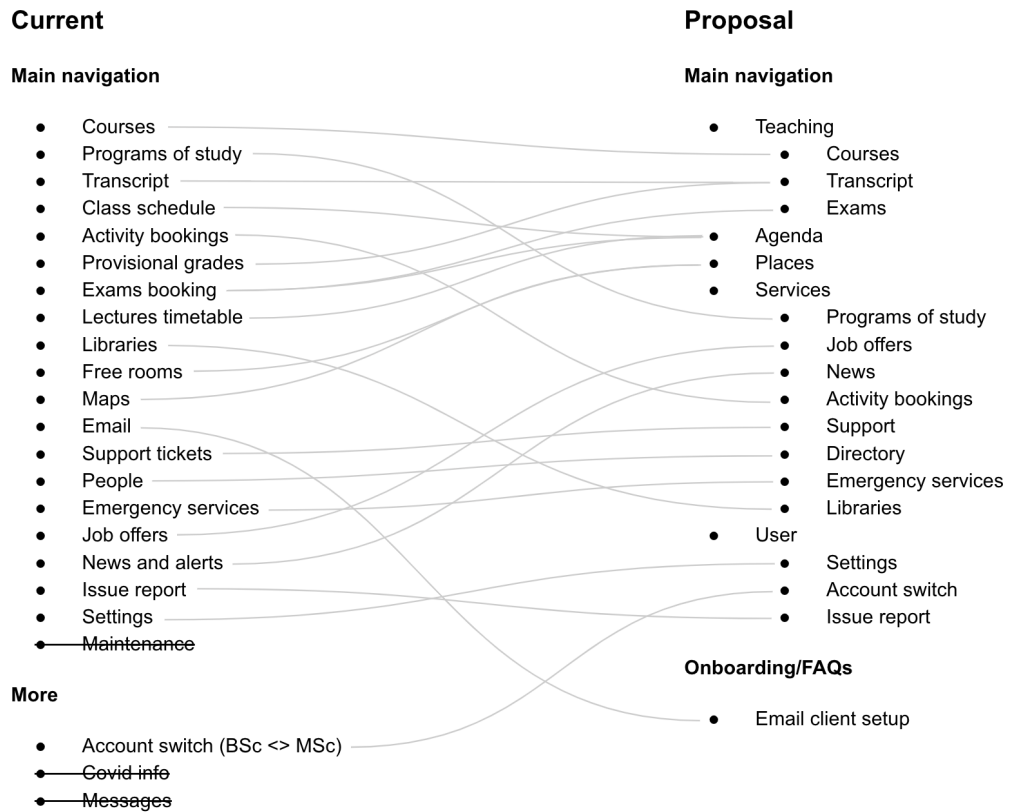 Current
Main navigation
Courses
Programs of study
Transcript
Class schedule
Activity bookings
Provisional grades
Exams booking
Lectures timetable
Libraries
Free rooms
Maps
Email
Support tickets
People
Emergency services
Job offers
News and alerts
Issue report
Settings
Maintenance
More
Account switch (BSc <> MSc)
Covid info
Messages
Proposal
Main navigation
Teaching
Courses
Transcript
Exams
Agenda
Places
Services
Programs of study
Job offers
News
Activity bookings
Support
Directory
Emergency services
Libraries
User
Settings
Account switch
Issue report
Onboarding/FAQs
Email client setup